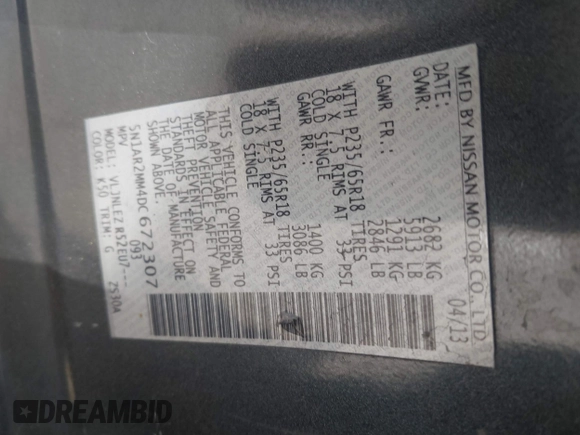 MFD BY NISSAN MOTOR CO., LTD.
DATE: 04/13
GVWR: 2682 KG
5913 LB
GAWR FR.: 1291 KG
2846 LB
WITH P235/65R18 TIRES
18 X 7.5 RIMS AT 33 PSI
COLD SINGLE
GAWR RR.: 1400 KG
3086 LB
WITH P235/65R18 TIRES
18 X 7.5 RIMS AT 33 PSI
COLD SINGLE
THIS VEHICLE CONFORMS TO
ALL APPLICABLE FEDERAL
MOTOR VEHICLE SAFETY AND
THEFT PREVENTION
STANDARDS IN EFFECT ON
THE DATE OF MANUFACTURE
SHOWN ABOVE.
093
5N1AR2MM4DC672307
MPV
MODEL: VLJNLEZ R52EU7---
COLOR: K50 TRIM: G
ZS30A
DREAMBID